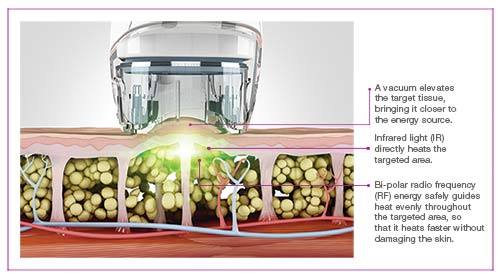 A vacuum elevates
the target tissue,
bringing it closer to
the energy source.
Infrared light (IR)
directly heats the
targeted area.
Bi-polar radio frequency
(RF) energy safely guides
heat evenly throughout
the targeted area, so
that it heats faster without
damaging the skin.